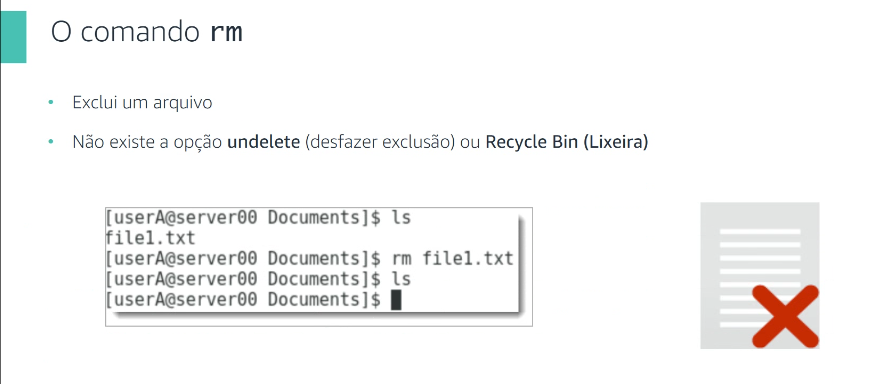 O comando rm
• Exclui um arquivo
• Não existe a opção undelete (desfazer exclusão) ou Recycle Bin (Lixeira)
[userA@server00 Documents]$ ls
file1.txt
[userA@server00 Documents]$ rm file1.txt
[userA@server00 Documents]$ ls
[userA@server00 Documents]$